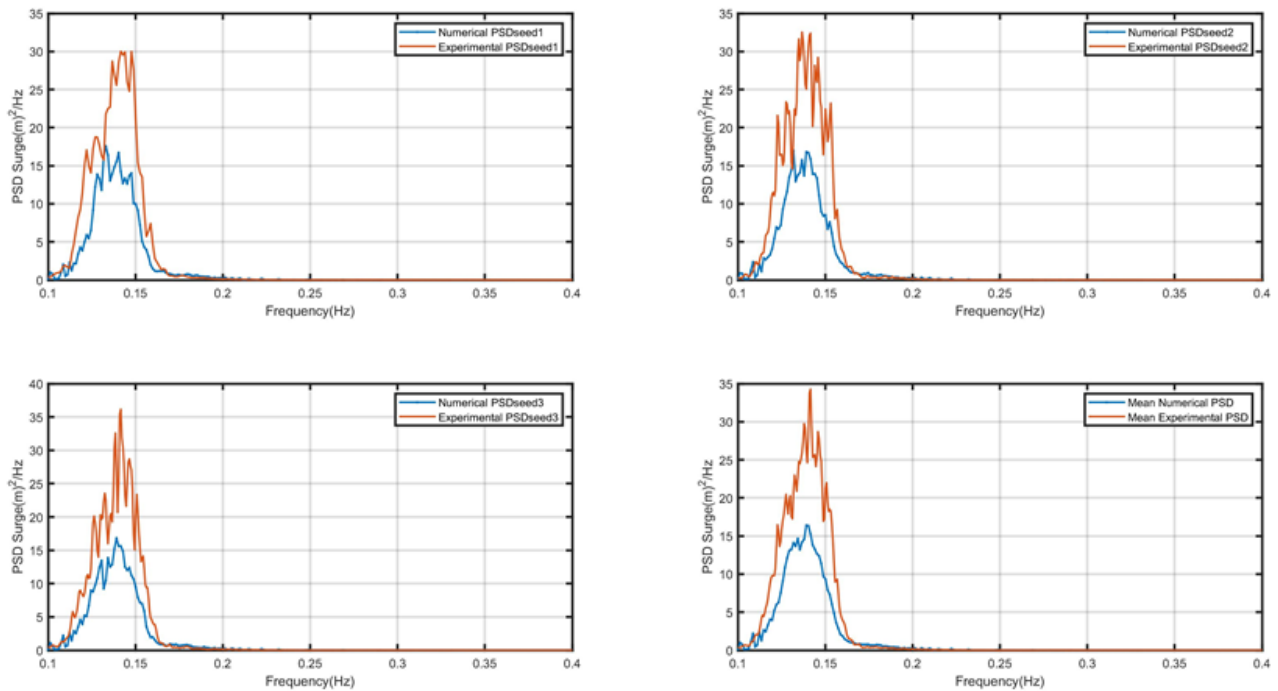 35
30
25
20
15
10
5
0
PSD Surge(m)²/Hz
0.1 0.15 0.2 0.25 0.3 0.35 0.4
Frequency(Hz)
Numerical PSDseed1
Experimental PSDseed1
35
30
25
20
15
10
5
0
PSD Surge(m)²/Hz
0.1 0.15 0.2 0.25 0.3 0.35 0.4
Frequency(Hz)
Numerical PSDseed2
Experimental PSDseed2
40
35
30
25
20
15
10
5
0
PSD Surge(m)²/Hz
0.1 0.15 0.2 0.25 0.3 0.35 0.4
Frequency(Hz)
Numerical PSDseed3
Experimental PSDseed3
35
30
25
20
15
10
5
0
PSD Surge(m)²/Hz
0.1 0.15 0.2 0.25 0.3 0.35 0.4
Frequency(Hz)
Mean Numerical PSD
Mean Experimental PSD